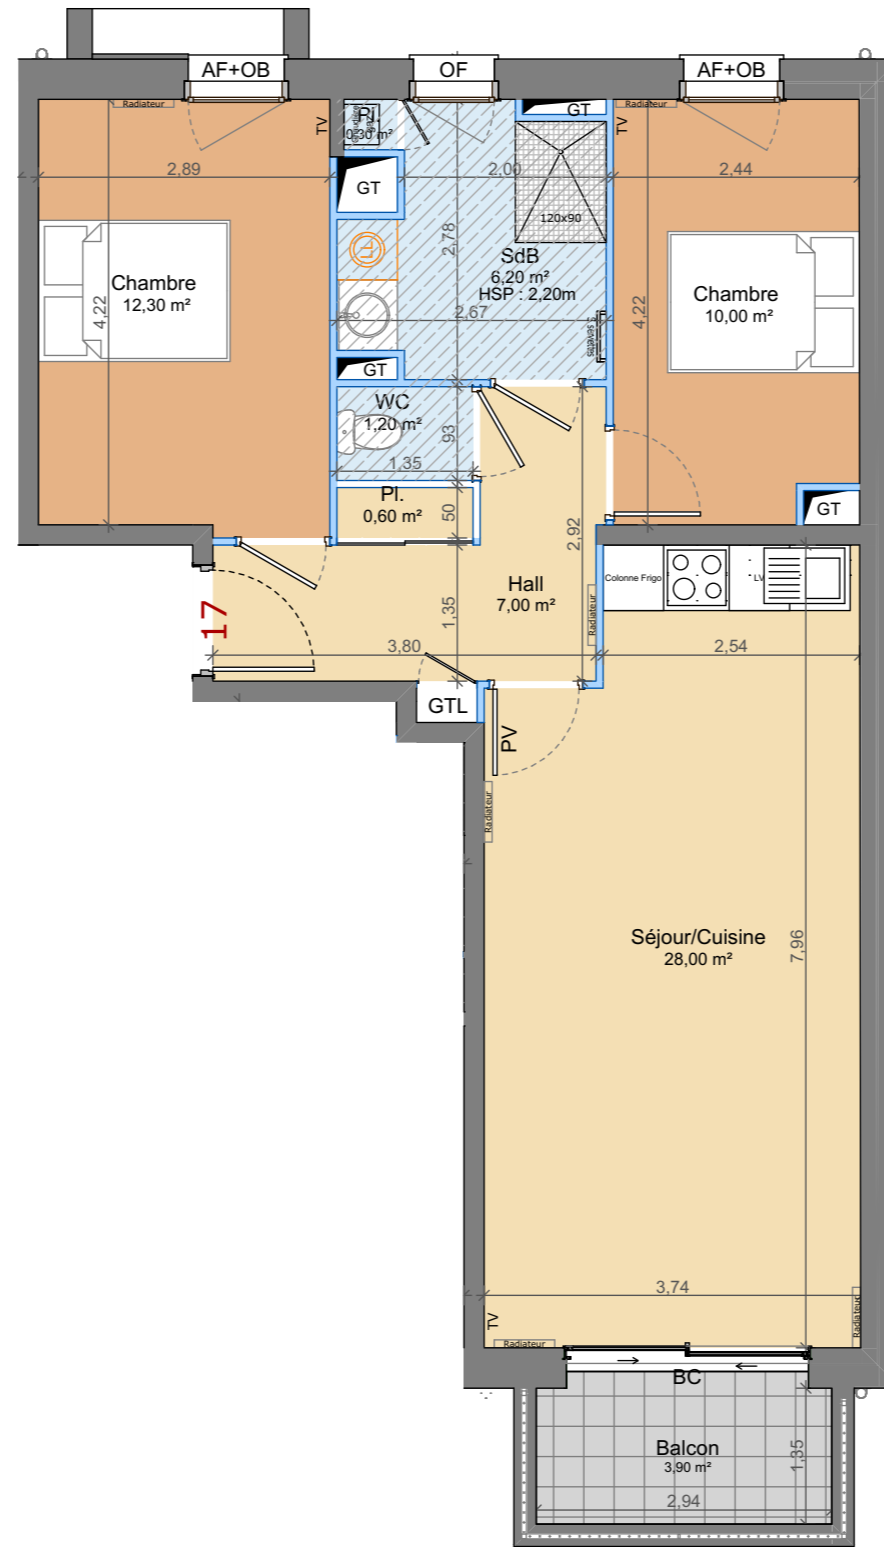 AF+OB
OF
AF+OB
Radiateur
TV
Pl.
0,30 m²
GT
TV
Radiateur
2,89
GT
2,00
2,44
120x90
LL
2,78
SdB
6,20 m²
HSP : 2,20m
Chambre
12,30 m²
4,22
2,67
4,22
Chambre
10,00 m²
GT
WC
1,20 m²
93
1,35
Pl.
0,60 m²
50
2,92
GT
Colonne Frigo
LV
Hall
7,00 m²
Radiateur
17
1,35
3,80
2,54
GTL
PV
Radiateur
Séjour/Cuisine
28,00 m²
7,96
3,74
TV
Radiateur
Radiateur
BC
Balcon
3,90 m²
1,35
2,94